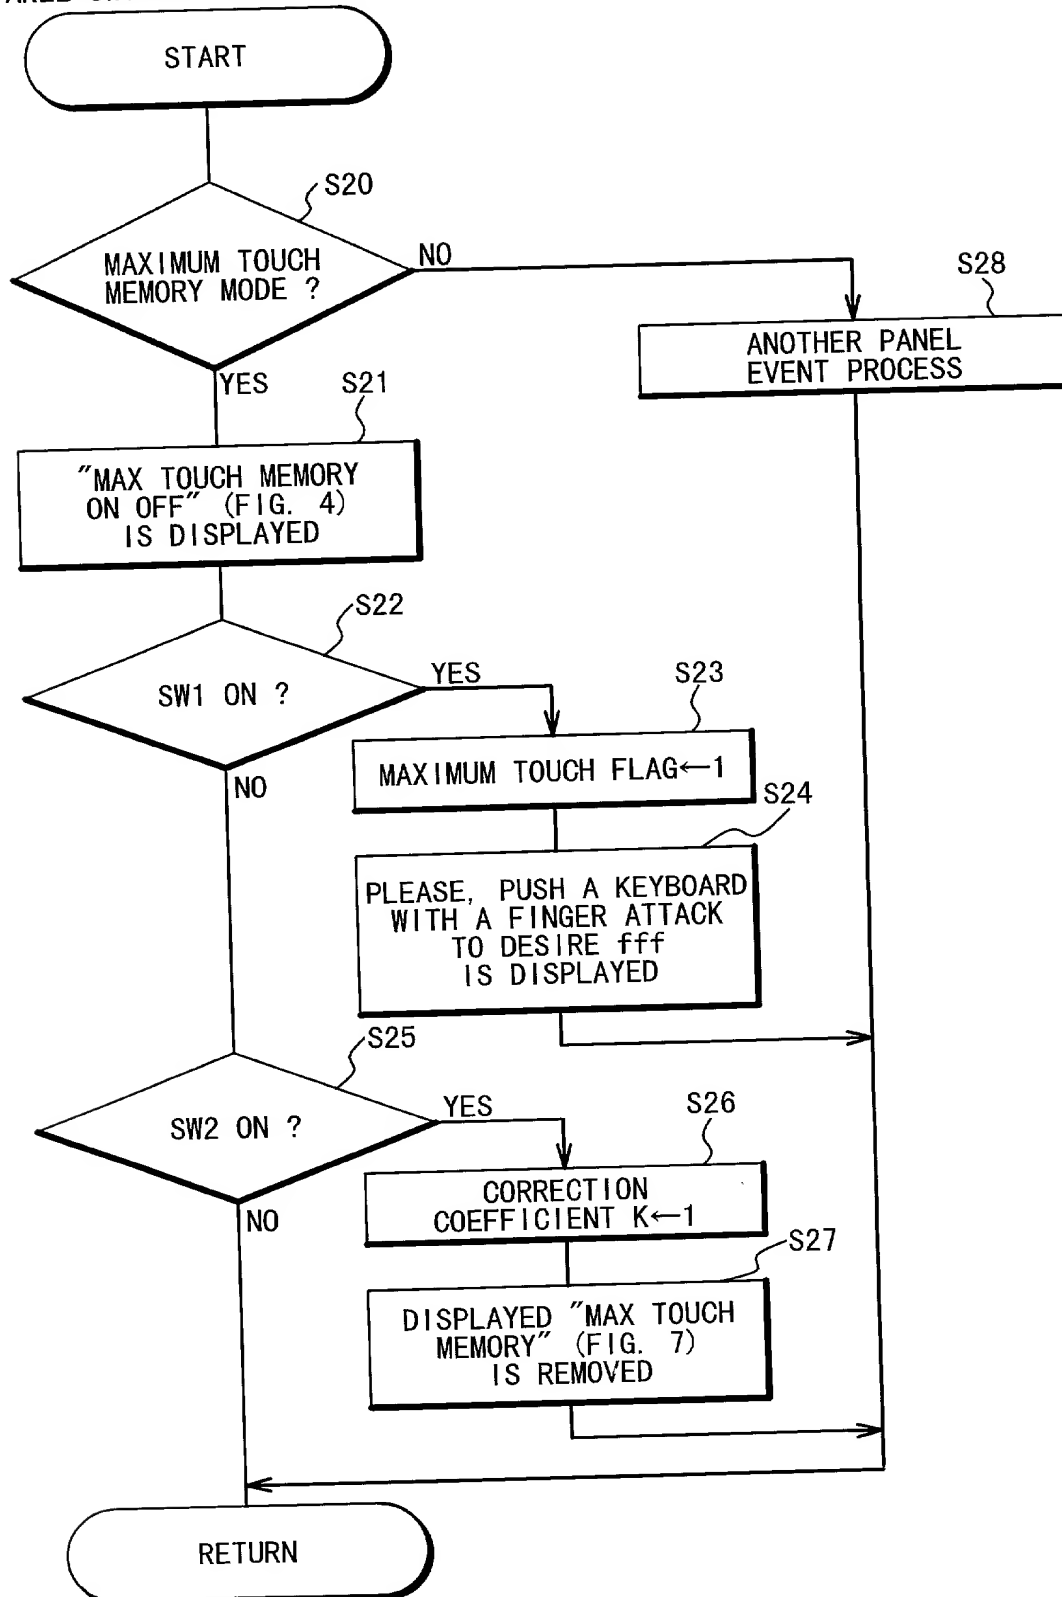 START
S20
MAXIMUM TOUCH
MEMORY MODE ?
NO
S28
ANOTHER PANEL
EVENT PROCESS
YES
S21
"MAX TOUCH MEMORY
ON OFF" (FIG. 4)
IS DISPLAYED
S22
SW1 ON ?
YES
S23
MAXIMUM TOUCH FLAG←1
NO
S24
PLEASE, PUSH A KEYBOARD
WITH A FINGER ATTACK
TO DESIRE fff
IS DISPLAYED
S25
SW2 ON ?
YES
S26
CORRECTION
COEFFICIENT K←1
NO
S27
DISPLAYED "MAX TOUCH
MEMORY" (FIG. 7)
IS REMOVED
RETURN